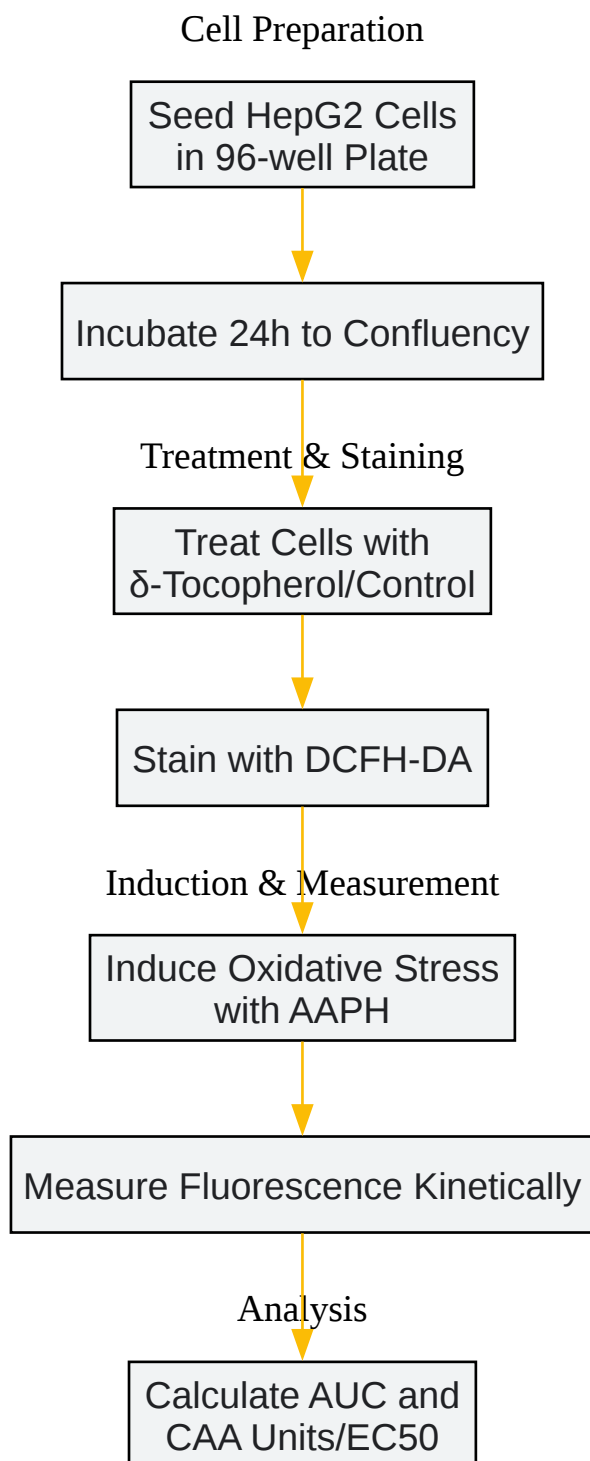 Cell Preparation
Seed HepG2 Cells
in 96-well Plate
Incubate 24h to Confluency
Treatment & Staining
Treat Cells with
δ-Tocopherol/Control
Stain with DCFH-DA
Induction & Measurement
Induce Oxidative Stress
with AAPH
Measure Fluorescence Kinetically
Analysis
Calculate AUC and
CAA Units/EC50